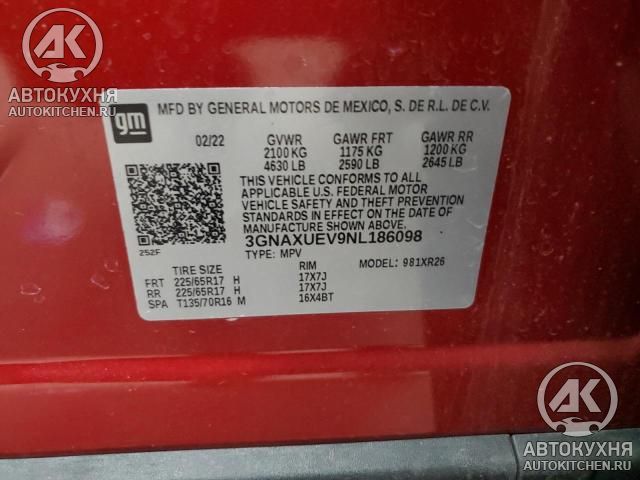 AK
АВТОКУХНЯ
AUTOKITCHEN.RU
gm
MFD BY GENERAL MOTORS DE MEXICO, S. DE R.L. DE C.V.
02/22 GVWR GAWR FRT GAWR RR
2100 KG 1175 KG 1200 KG
4630 LB 2590 LB 2645 LB
THIS VEHICLE CONFORMS TO ALL
APPLICABLE U.S. FEDERAL MOTOR
VEHICLE SAFETY AND THEFT PREVENTION
STANDARDS IN EFFECT ON THE DATE OF
MANUFACTURE SHOWN ABOVE.
3GNAXUEV9NL186098
252F
TYPE: MPV MODEL: 981XR26
TIRE SIZE RIM
FRT 225/65R17 H 17X7J
RR 225/65R17 H 17X7J
SPA T135/70R16 M 16X4BT
AK
АВТОКУХНЯ
AUTOKITCHEN.RU